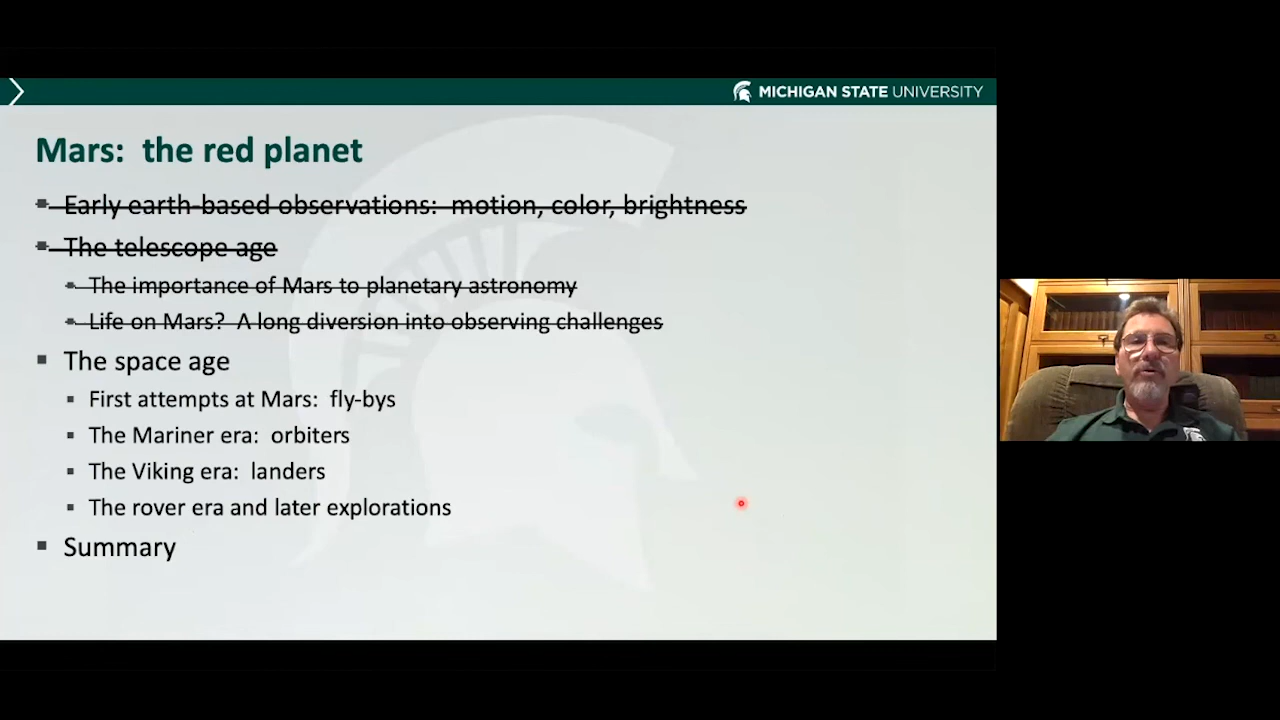 MICHIGAN STATE UNIVERSITY
Mars: the red planet
Early earth-based observations: motion, color, brightness
The telescope age
The importance of Mars to planetary astronomy
Life on Mars? A long diversion into observing challenges
The space age
First attempts at Mars: fly-bys
The Mariner era: orbiters
The Viking era: landers
The rover era and later explorations
Summary